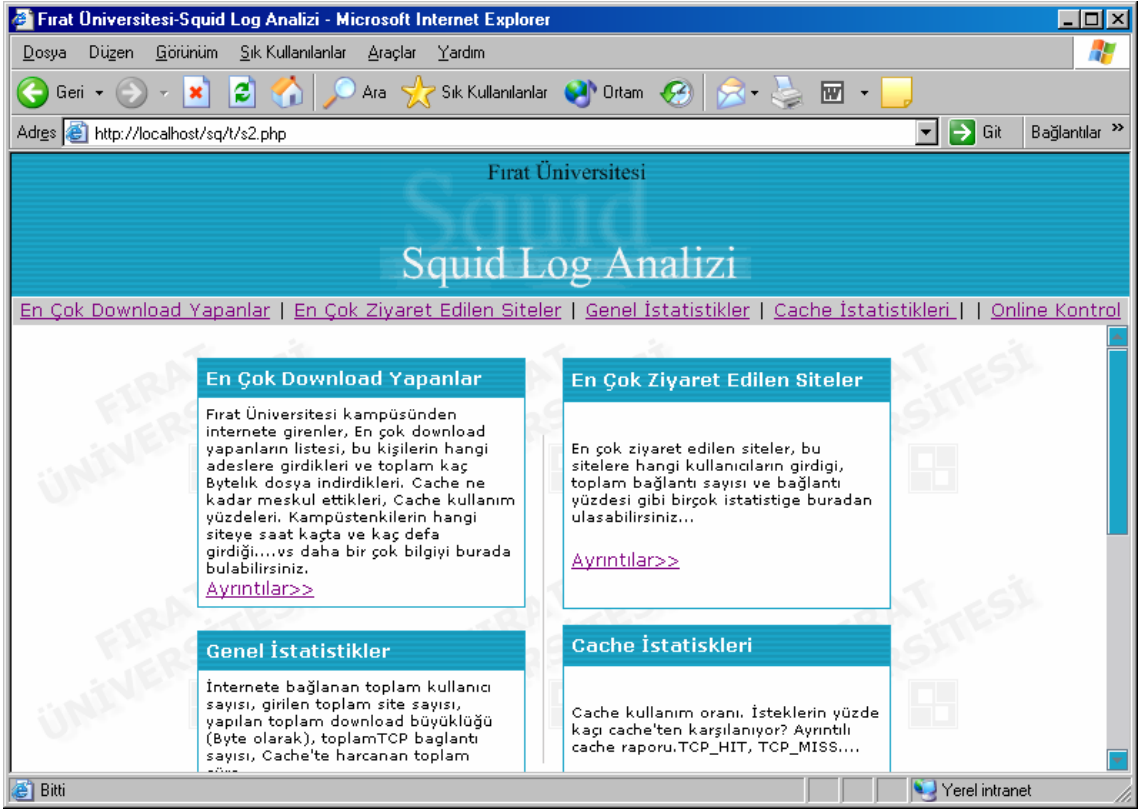 Fırat Üniversitesi-Squid Log Analizi - Microsoft Internet Explorer
Dosya Düzen Görünüm Sık Kullanılanlar Araçlar Yardım
Geri Ara Sık Kullanılanlar Ortam
Adres http://localhost/sq/t/s2.php Git Bağlantılar »
Fırat Üniversitesi
Squid
Squid Log Analizi
En Çok Download Yapanlar | En Çok Ziyaret Edilen Siteler | Genel İstatistikler | Cache İstatistikleri | | Online Kontrol
En Çok Download Yapanlar
Fırat Üniversitesi kampüsünden
internete girenler, En çok download
yapanların listesi, bu kişilerin hangi
adeslere girdikleri ve toplam kaç
Bytelık dosya indirdikleri. Cache ne
kadar meskul ettikleri, Cache kullanım
yüzdeleri. Kampüstenkilerin hangi
siteye saat kaçta ve kaç defa
girdiği....vs daha bir çok bilgiyi burada
bulabilirsiniz.
Ayrıntılar>>
En Çok Ziyaret Edilen Siteler
En çok ziyaret edilen siteler, bu
sitelere hangi kullanıcıların girdigi,
toplam bağlantı sayısı ve bağlantı
yüzdesi gibi birçok istatistige buradan
ulasabilirsiniz...
Ayrıntılar>>
Genel İstatistikler
İnternete bağlanan toplam kullanıcı
sayısı, girilen toplam site sayısı,
yapılan toplam download büyüklüğü
(Byte olarak), toplamTCP baglantı
sayısı, Cache'te harcanan toplam
Cache İstatiskleri
Cache kullanım oranı. İsteklerin yüzde
kaçı cache'ten karşılanıyor? Ayrıntılı
cache raporu.TCP_HIT, TCP_MISS....
FIRAT
ÜNİVERSİTESİ
Bitti Yerel intranet